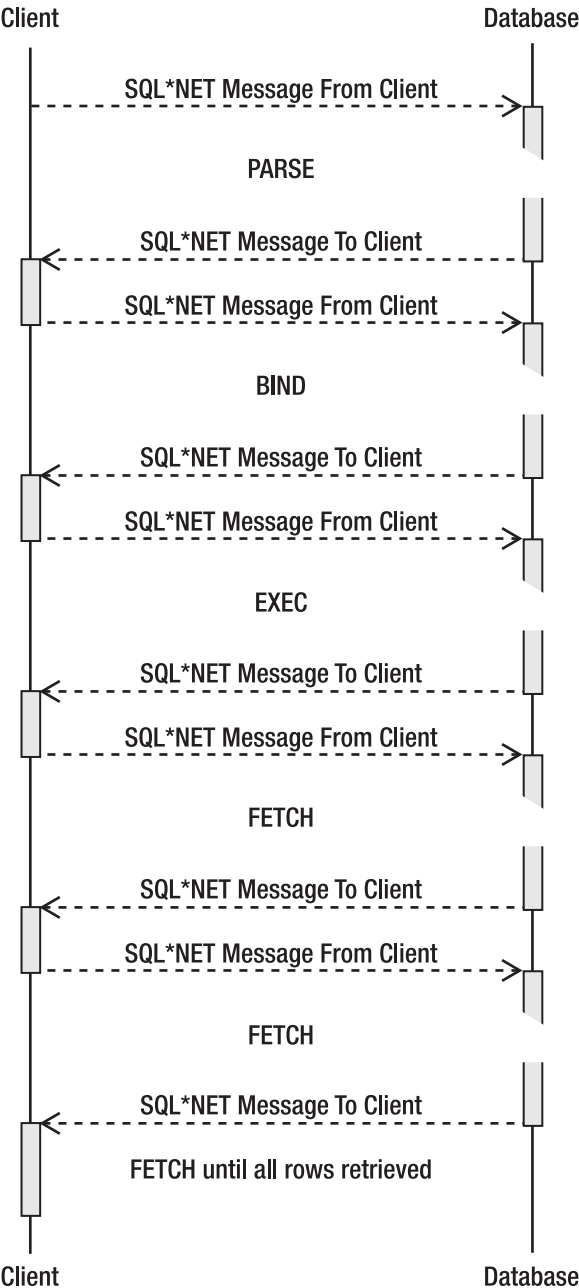 Client Database
SQL*NET Message From Client
PARSE
SQL*NET Message To Client
SQL*NET Message From Client
BIND
SQL*NET Message To Client
SQL*NET Message From Client
EXEC
SQL*NET Message To Client
SQL*NET Message From Client
FETCH
SQL*NET Message To Client
SQL*NET Message From Client
FETCH
SQL*NET Message To Client
FETCH until all rows retrieved
Client Database